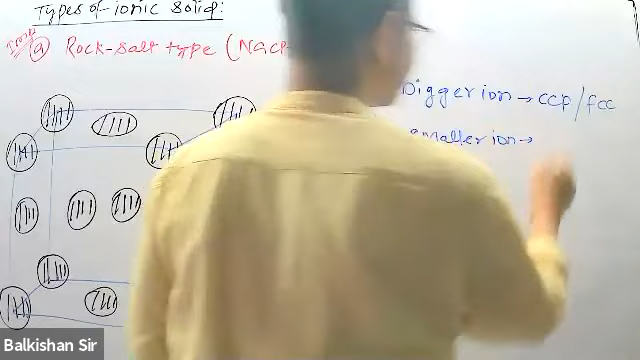 Types of ionic solid:
(a) Rock-salt type (NaCl
Bigger ion → ccp/fcc
smaller ion →
Balkishan Sir